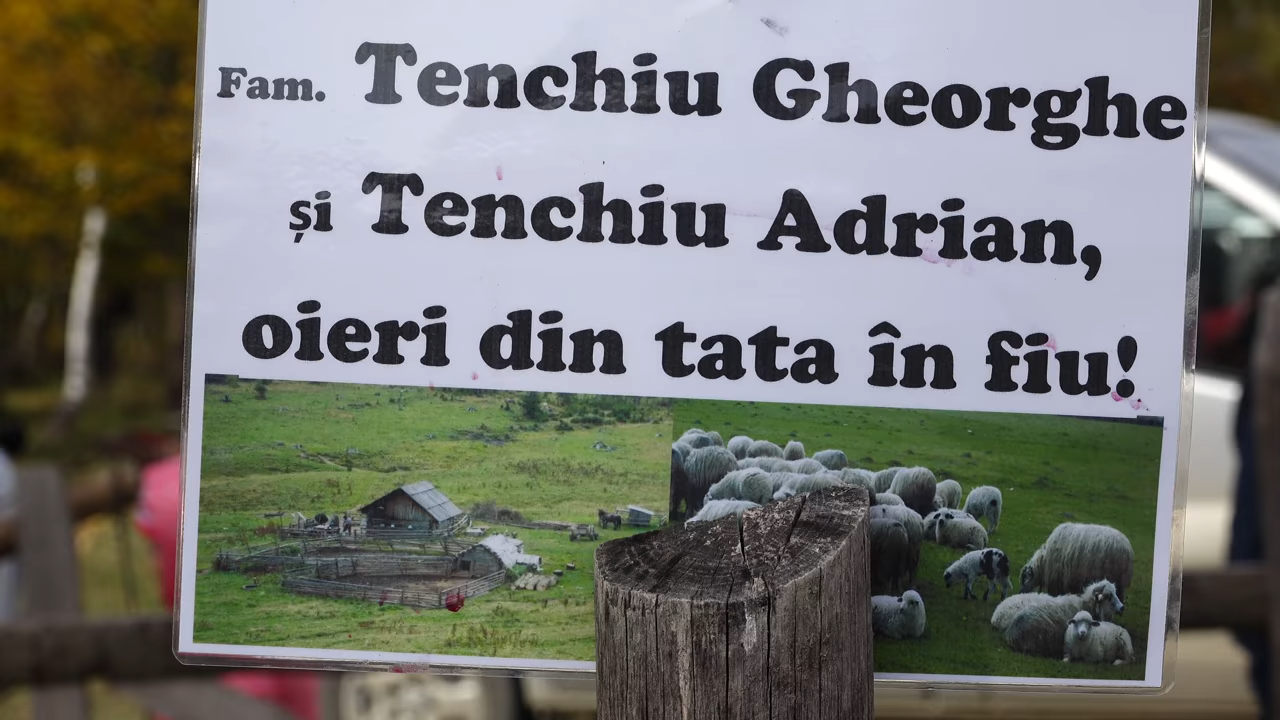 Fam. Tenchiu Gheorghe
și Tenchiu Adrian,
oieri din tata în fiu!